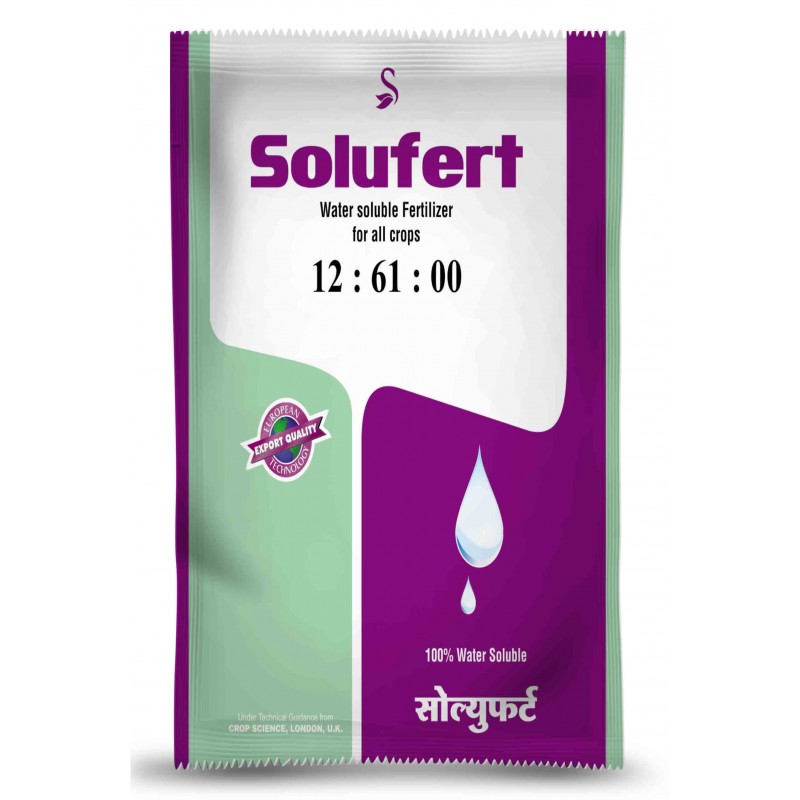 Solufert
Water soluble Fertilizer
for all crops
12 : 61 : 00
EUROPEAN
EXPORT QUALITY
TECHNOLOGY
100% Water Soluble
सोल्युफर्ट
Under Technical Guidance from
CROP SCIENCE, LONDON, U.K.